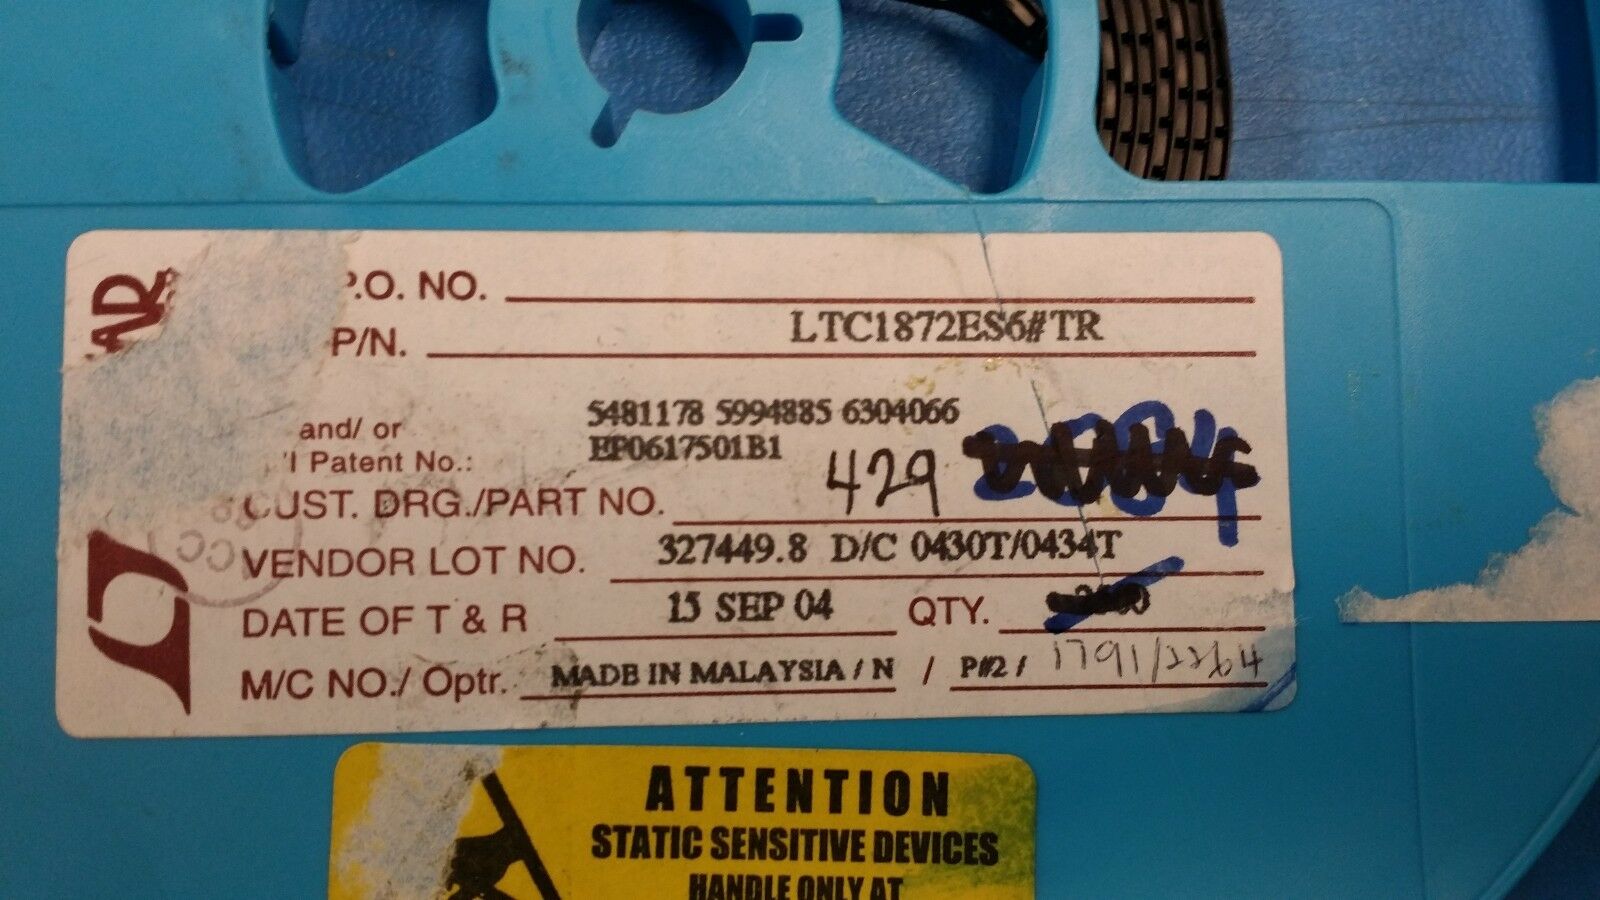 P.O. NO.
P/N. LTC1872ES6#TR
and/ or 5481178 5994885 6304066
Patent No.: EP0617501B1
429
CUST. DRG./PART NO.
VENDOR LOT NO. 327449.8 D/C 0430T/0434T
DATE OF T & R 15 SEP 04 QTY.
M/C NO./ Optr. MADE IN MALAYSIA / N / P#2 / 1791/2264
ATTENTION
STATIC SENSITIVE DEVICES
HANDLE ONLY AT